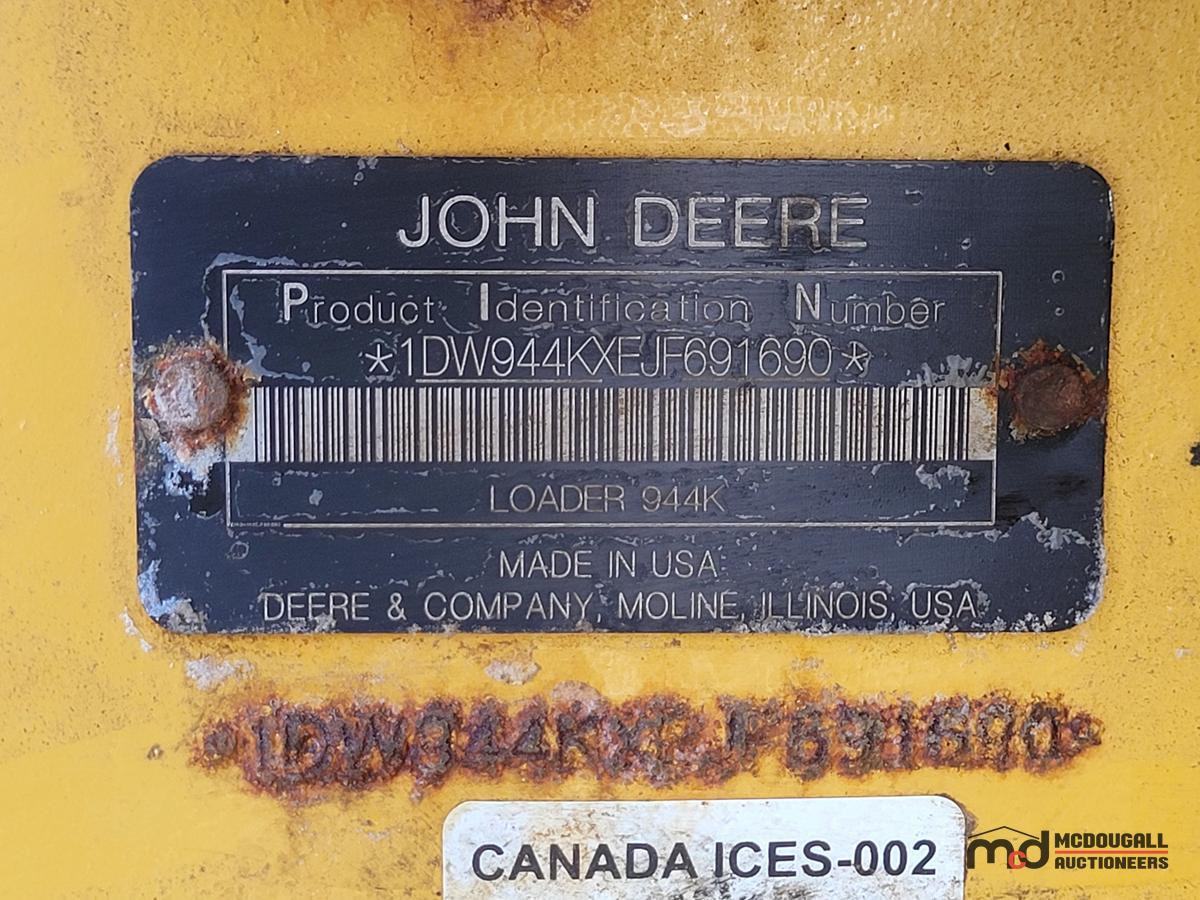 JOHN DEERE
Product Identification Number
*1DW944KXEJF691690*
LOADER 944K
MADE IN USA
DEERE & COMPANY, MOLINE, ILLINOIS, USA
CANADA ICES-002
mcd MCDOUGALL
AUCTIONEERS